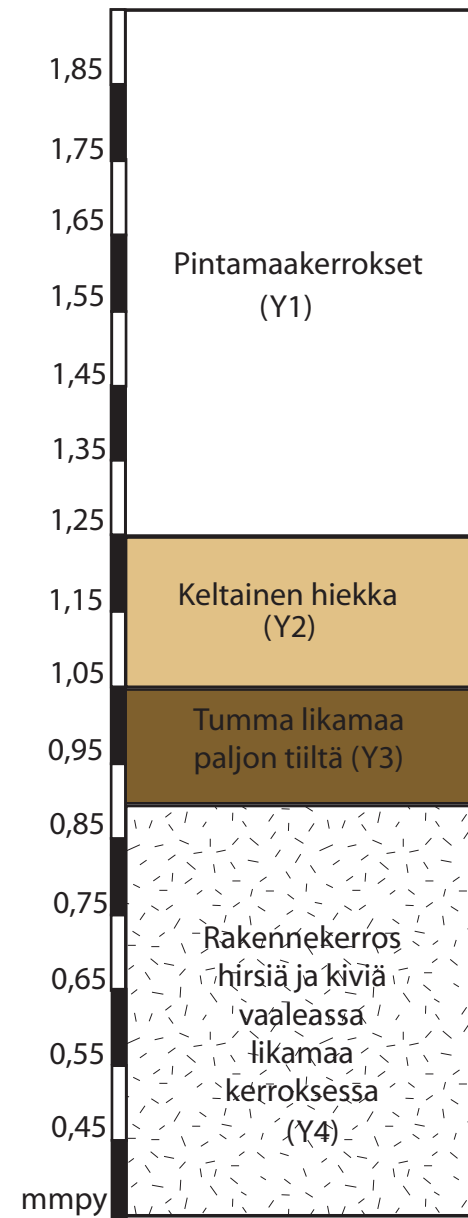 1,85
1,75
1,65
Pintamaakerrokset
1,55
(Y1)
1,45
1,35
1,25
1,15
Keltainen hiekka
(Y2)
1,05
Tumma likamaa
0,95
paljon tiiltä (Y3)
0,85
0,75
Rakennekerros
0,65
hirsiä ja kiviä
vaaleassa
0,55
likamaa
kerroksessa
0,45
(Y4)
mmpy